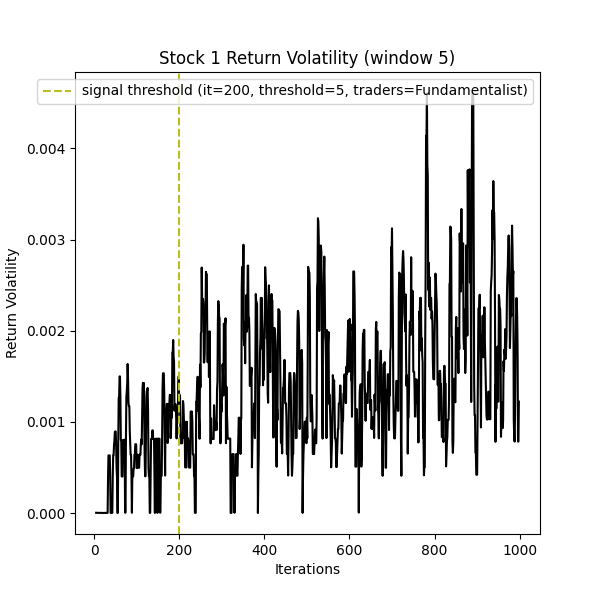 Stock 1 Return Volatility (window 5)
signal threshold (it=200, threshold=5, traders=Fundamentalist)
0.004
0.003
0.002
0.001
0.000
Return Volatility
0
200
400
600
800
1000
Iterations